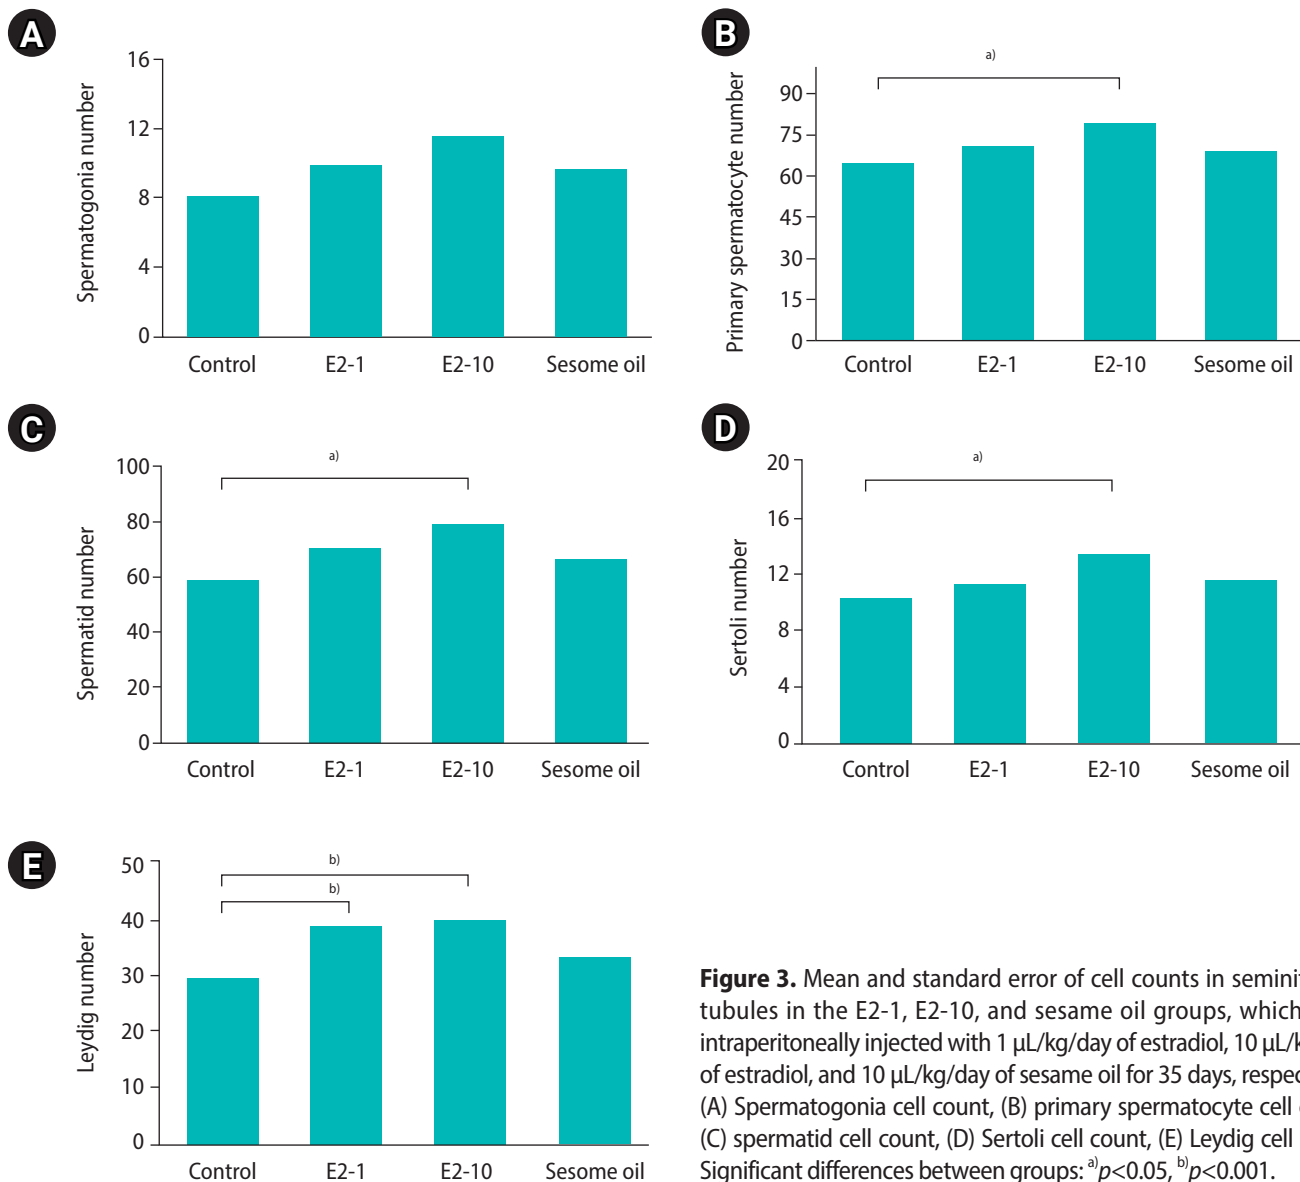 A
Spermatogonia number
16
12
8
4
0
Control E2-1 E2-10 Sesome oil
B
Primary spermatocyte number
a)
90
75
60
45
30
15
0
Control E2-1 E2-10 Sesome oil
C
Spermatid number
a)
100
80
60
40
20
0
Control E2-1 E2-10 Sesome oil
D
Sertoli number
a)
20
16
12
8
4
0
Control E2-1 E2-10 Sesome oil
E
Leydig number
b)
b)
50
40
30
20
10
0
Control E2-1 E2-10 Sesome oil
Figure 3. Mean and standard error of cell counts in seminif
tubules in the E2-1, E2-10, and sesame oil groups, which
intraperitoneally injected with 1 μL/kg/day of estradiol, 10 μL/k
of estradiol, and 10 μL/kg/day of sesame oil for 35 days, respec
(A) Spermatogonia cell count, (B) primary spermatocyte cell
(C) spermatid cell count, (D) Sertoli cell count, (E) Leydig cell
Significant differences between groups: a)p<0.05, b)p<0.001.